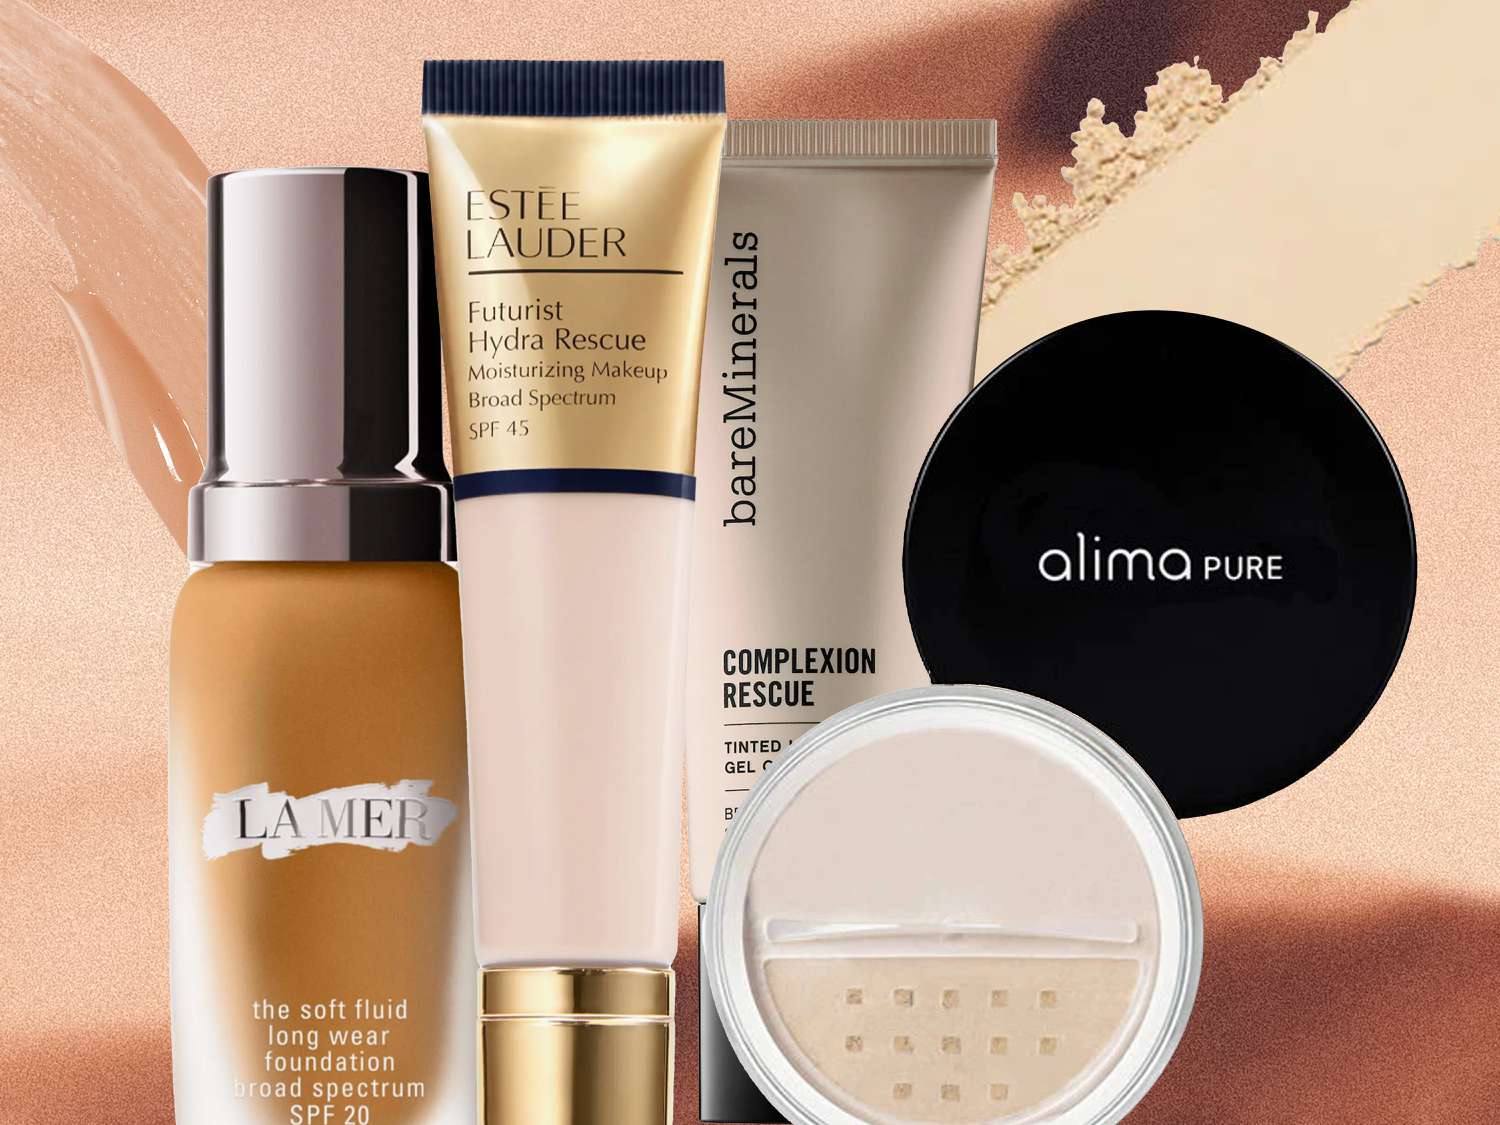 ESTĒE
LAUDER
Futurist
Hydra Rescue
Moisturizing Makeup
Broad Spectrum
SPF 45
bareMinerals
COMPLEXION
RESCUE
TINTED
GEL
alima PURE
LA MER
the soft fluid
long wear
foundation
broad spectrum
SPF 20